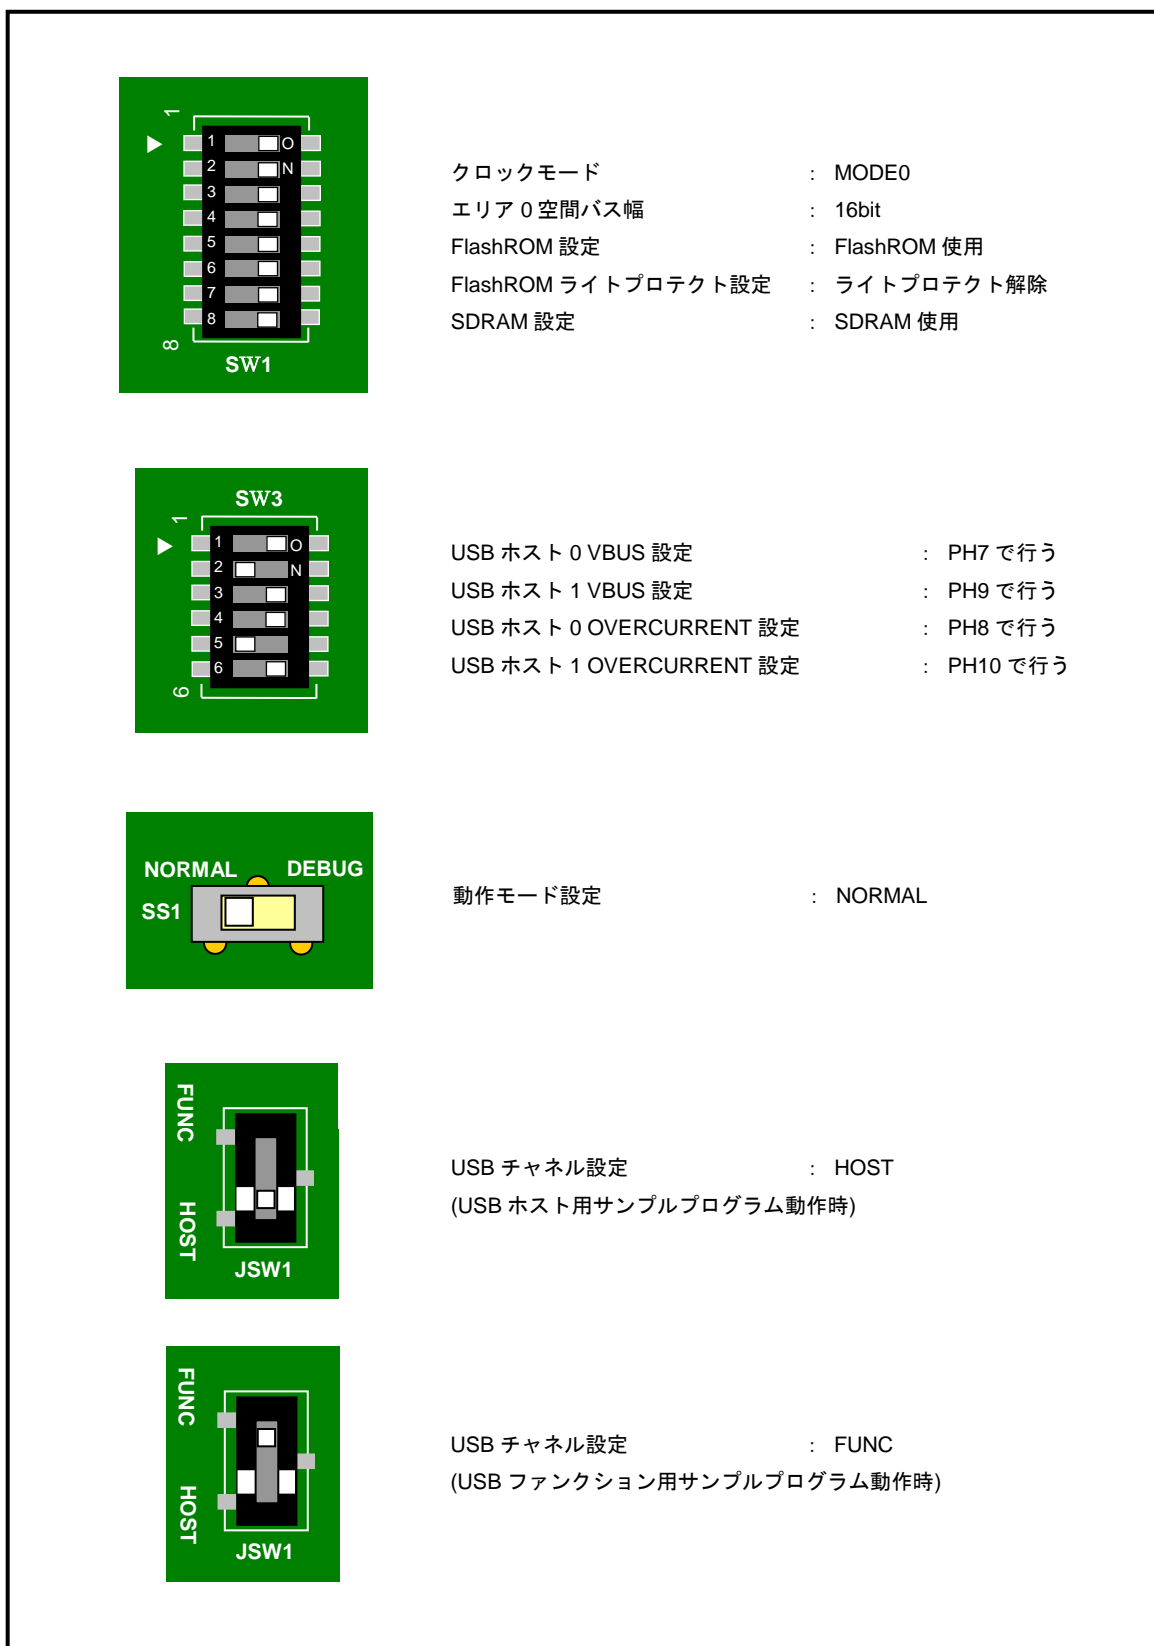 1
1 O
2 N
3
4
5
6
7
8
8
SW1
クロックモード : MODE0
エリア 0 空間バス幅 : 16bit
FlashROM 設定 : FlashROM 使用
FlashROM ライトプロテクト設定 : ライトプロテクト解除
SDRAM 設定 : SDRAM 使用
SW3
1
1 O
2 N
3
4
5
6
6
USB ホスト 0 VBUS 設定 : PH7 で行う
USB ホスト 1 VBUS 設定 : PH9 で行う
USB ホスト 0 OVERCURRENT 設定 : PH8 で行う
USB ホスト 1 OVERCURRENT 設定 : PH10 で行う
NORMAL DEBUG
SS1
動作モード設定 : NORMAL
FUNC
HOST
JSW1
USB チャネル設定 : HOST
(USB ホスト用サンプルプログラム動作時)
FUNC
HOST
JSW1
USB チャネル設定 : FUNC
(USB ファンクション用サンプルプログラム動作時)